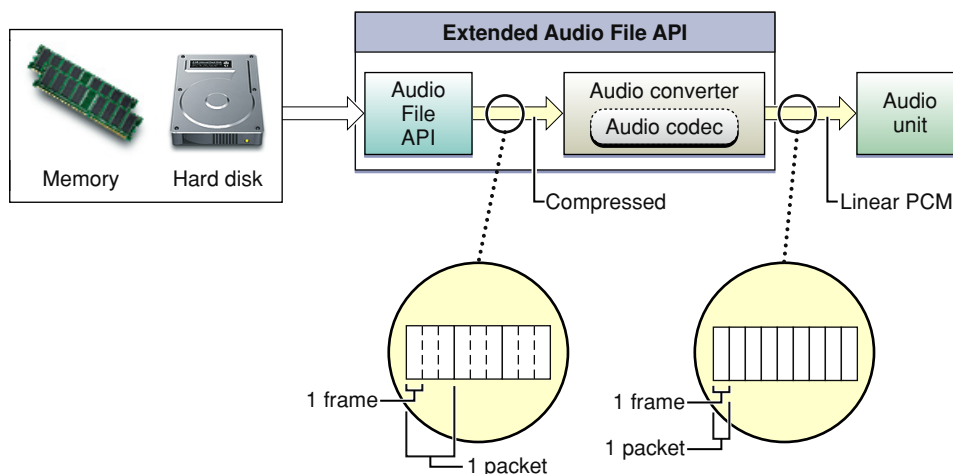 Extended Audio File API
Memory
Hard disk
Audio
File
API
Audio converter
Audio codec
Audio
unit
Compressed
Linear PCM
1 frame
1 packet
1 frame
1 packet